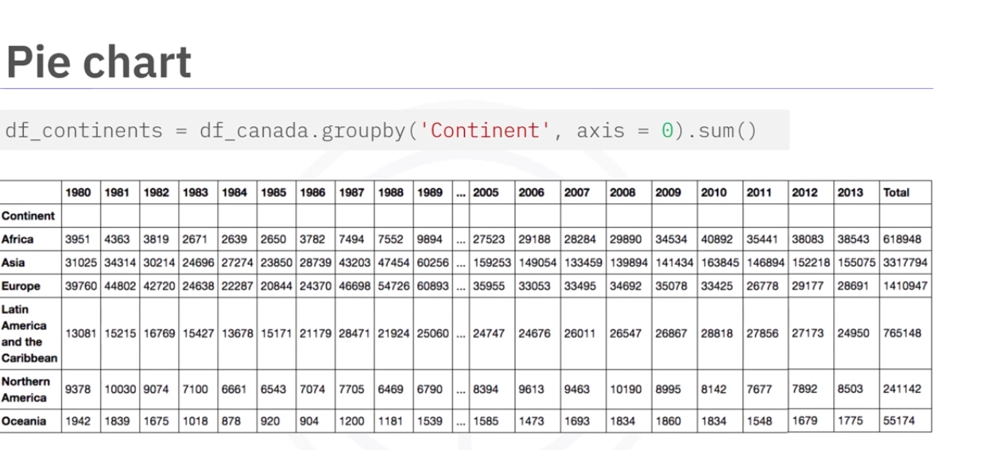 Pie chart
df_continents = df_canada.groupby('Continent', axis = 0).sum()
1980 1981 1982 1983 1984 1985 1986 1987 1988 1989 ... 2005 2006 2007 2008 2009 2010 2011 2012 2013 Total
Continent
Africa 3951 4363 3819 2671 2639 2650 3782 7494 7552 9894 ... 27523 29188 28284 29890 34534 40892 35441 38083 38543 618948
Asia 31025 34314 30214 24696 27274 23850 28739 43203 47454 60256 ... 159253 149054 133459 139894 141434 163845 146894 152218 155075 3317794
Europe 39760 44802 42720 24638 22287 20844 24370 46698 54726 60893 ... 35955 33053 33495 34692 35078 33425 26778 29177 28691 1410947
Latin
America
and the
Caribbean
13081 15215 16769 15427 13678 15171 21179 28471 21924 25060 ... 24747 24676 26011 26547 26867 28818 27856 27173 24950 765148
Northern
America
9378 10030 9074 7100 6661 6543 7074 7705 6469 6790 ... 8394 9613 9463 10190 8995 8142 7677 7892 8503 241142
Oceania 1942 1839 1675 1018 878 920 904 1200 1181 1539 ... 1585 1473 1693 1834 1860 1834 1548 1679 1775 55174